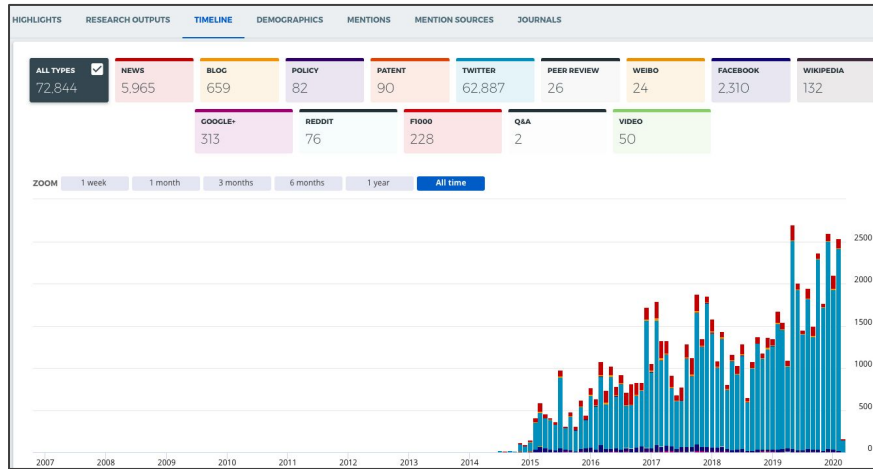 HIGHLIGHTS RESEARCH OUTPUTS TIMELINE DEMOGRAPHICS MENTIONS MENTION SOURCES JOURNALS
ALL TYPES NEWS BLOG POLICY PATENT TWITTER PEER REVIEW WEIBO FACEBOOK WIKIPEDIA
72,844 5,965 659 82 90 62,887 26 24 2,310 132
GOOGLE+ REDDIT F1000 Q&A VIDEO
313 76 228 2 50
ZOOM 1 week 1 month 3 months 6 months 1 year All time
2500
2000
1500
1000
500
0
2007 2008 2009 2010 2011 2012 2013 2014 2015 2016 2017 2018 2019 2020